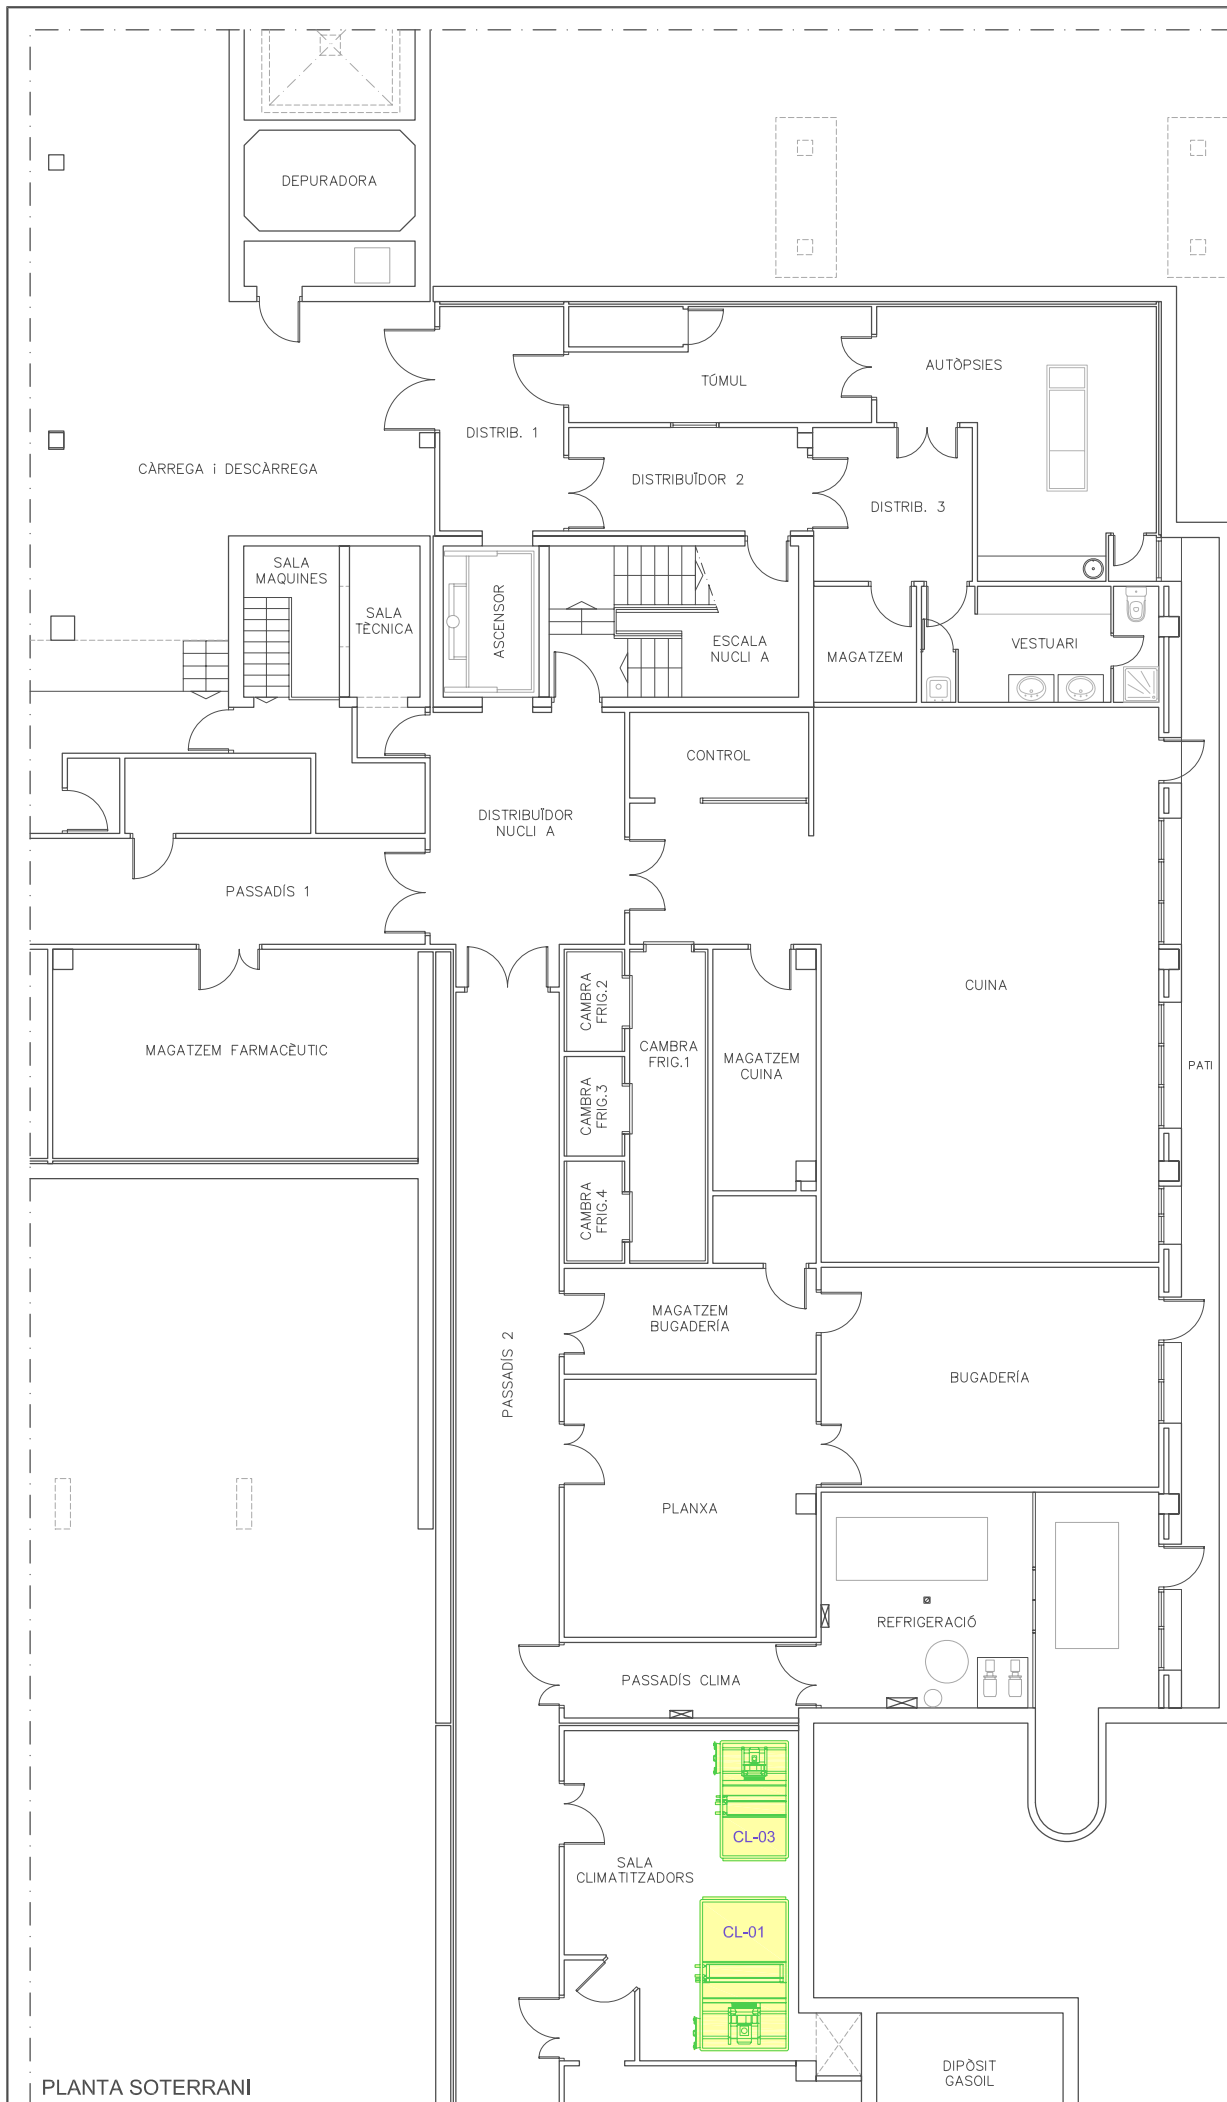 DEPURADORA
AUTÒPSIES
TÚMUL
DISTRIB. 1
CÀRREGA i DESCÀRREGA
DISTRIBUÏDOR 2
DISTRIB. 3
SALA
MAQUINES
SALA
TÈCNICA
ASCENSOR
ESCALA
NUCLI A
MAGATZEM
VESTUARI
CONTROL
DISTRIBUÏDOR
NUCLI A
PASSADÍS 1
CAMBRA
FRIG.2
CUINA
MAGATZEM FARMACÈUTIC
CAMBRA
FRIG.1
MAGATZEM
CUINA
PATI
CAMBRA
FRIG.3
CAMBRA
FRIG.4
MAGATZEM
BUGADERÍA
PASSADÍS 2
BUGADERÍA
PLANXA
REFRIGERACIÓ
PASSADÍS CLIMA
CL-03
SALA
CLIMATITZADORS
CL-01
DIPÒSIT
GASOIL
PLANTA SOTERRANI